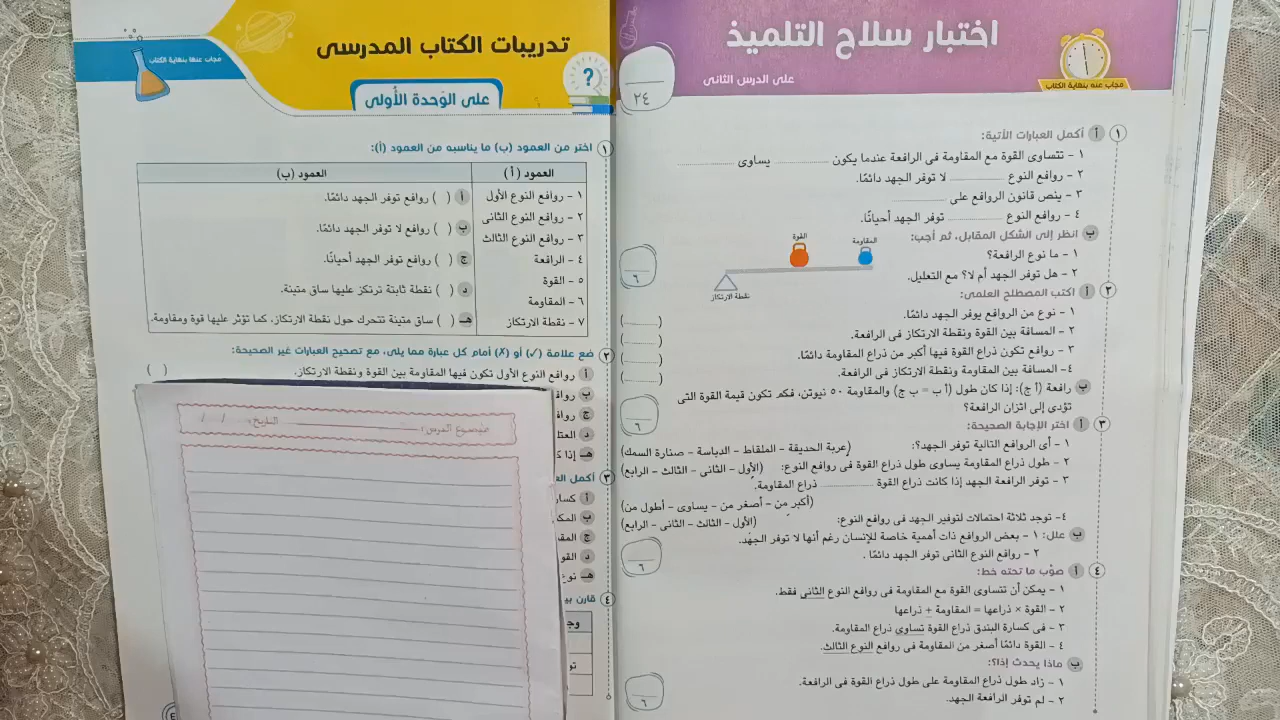 اختبار سلاح التلميذ
على الدرس الثانى
مجاب عنه بنهاية الكتاب
٢٤
١ أ أكمل العبارات الأتية:
١ - تتساوى القوة مع المقاومة فى الرافعة عندما يكون ............ يساوى ............
٢ - روافع النوع ............ لا توفر الجهد دائمًا.
٣ - ينص قانون الروافع على ............
٤ - روافع النوع ............ توفر الجهد أحيانًا.
ب انظر إلى الشكل المقابل، ثم أجب:
١ - ما نوع الرافعة؟
٢ - هل توفر الجهد أم لا؟ مع التعليل.
القوة
المقاومة
نقطة الارتكاز
٦
٢ أ اكتب المصطلح العلمى:
١ - نوع من الروافع يوفر الجهد دائمًا. (............)
٢ - المسافة بين القوة ونقطة الارتكاز فى الرافعة. (............)
٣ - روافع تكون ذراع القوة فيها أكبر من ذراع المقاومة دائمًا. (............)
٤- المسافة بين المقاومة ونقطة الارتكاز فى الرافعة. (............)
ب رافعة (أ ج): إذا كان طول (أ ب = ب ج) والمقاومة ٥٠ نيوتن، فكم تكون قيمة القوة التى
تؤدى إلى اتزان الرافعة؟
٦
٣ أ اختر الإجابة الصحيحة:
١ - أى الروافع التالية توفر الجهد؟: (عربة الحديقة - الملقاط - الدباسة - صنارة السمك)
٢ - طول ذراع المقاومة يساوى طول ذراع القوة فى روافع النوع: (الأول - الثانى - الثالث - الرابع)
٣ - توفر الرافعة الجهد إذا كانت ذراع القوة ............ ذراع المقاومة.
(أكبر من - أصغر من - يساوى - أطول من)
٤- توجد ثلاثة احتمالات لتوفير الجهد فى روافع النوع: (الأول - الثالث - الثانى - الرابع)
ب علل: ١ - بعض الروافع ذات أهمية خاصة للإنسان رغم أنها لا توفر الجهد.
٢ - روافع النوع الثانى توفر الجهد دائمًا .
٦
٤ أ صوّب ما تحته خط:
١ - يمكن أن تتساوى القوة مع المقاومة فى روافع النوع الثانى فقط.
٢- القوة × ذراعها = المقاومة + ذراعها
٣ - فى كسارة البندق ذراع القوة تساوى ذراع المقاومة.
٤ - القوة دائمًا أصغر من المقاومة فى روافع النوع الثالث.
ب ماذا يحدث إذا؟:
١ - زاد طول ذراع المقاومة على طول ذراع القوة فى الرافعة.
٢ - لم توفر الرافعة الجهد.
٦
تدريبات الكتاب المدرسى
على الوَحدة الأولى
مجاب عنها بنهاية الكتاب
١ اختر من العمود (ب) ما يناسبه من العمود (أ):
العمود (أ) العمود (ب)
١ - روافع النوع الأول أ ( ) روافع توفر الجهد دائمًا.
٢ - روافع النوع الثانى ب ( ) روافع لا توفر الجهد دائمًا.
٣ - روافع النوع الثالث ج ( ) روافع توفر الجهد أحيانًا.
٤ - الرافعة
٥ - القوة د ( ) نقطة ثابتة ترتكز عليها ساق متينة.
٦ - المقاومة
٧ - نقطة الارتكاز هـ ( ) ساق متينة تتحرك حول نقطة الارتكاز، كما تؤثر عليها قوة ومقاومة.
٢ ضع علامة (✓) أو (✗) أمام كل عبارة مما يلى، مع تصحيح العبارات غير الصحيحة:
أ روافع النوع الأول تكون فيها المقاومة بين القوة ونقطة الارتكاز. ( )
ب
ج
د
هـ إذا
٣ أكمل
أ
ب
ج
د
هـ
٤ قارن
موضوع الدرس: التاريخ: / /